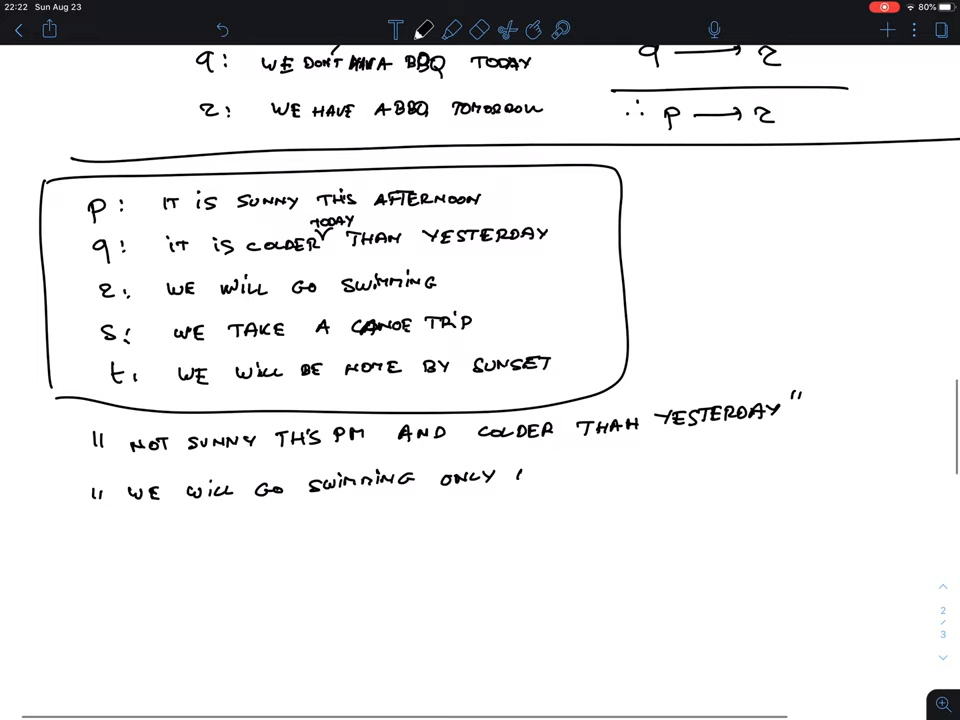 22:22 Sun Aug 23
80%
q: WE DON'T HAVE A BBQ TODAY
q → r
r: WE HAVE A BBQ TOMORROW
∴ p → r
p: IT IS SUNNY THIS AFTERNOON
TODAY
q: IT IS COLDER THAN YESTERDAY
r: WE WILL GO SWIMMING
S: WE TAKE A CANOE TRIP
t: WE WILL BE HOME BY SUNSET
" NOT SUNNY THIS PM AND COLDER THAN YESTERDAY "
" WE WILL GO SWIMMING ONLY
2
3